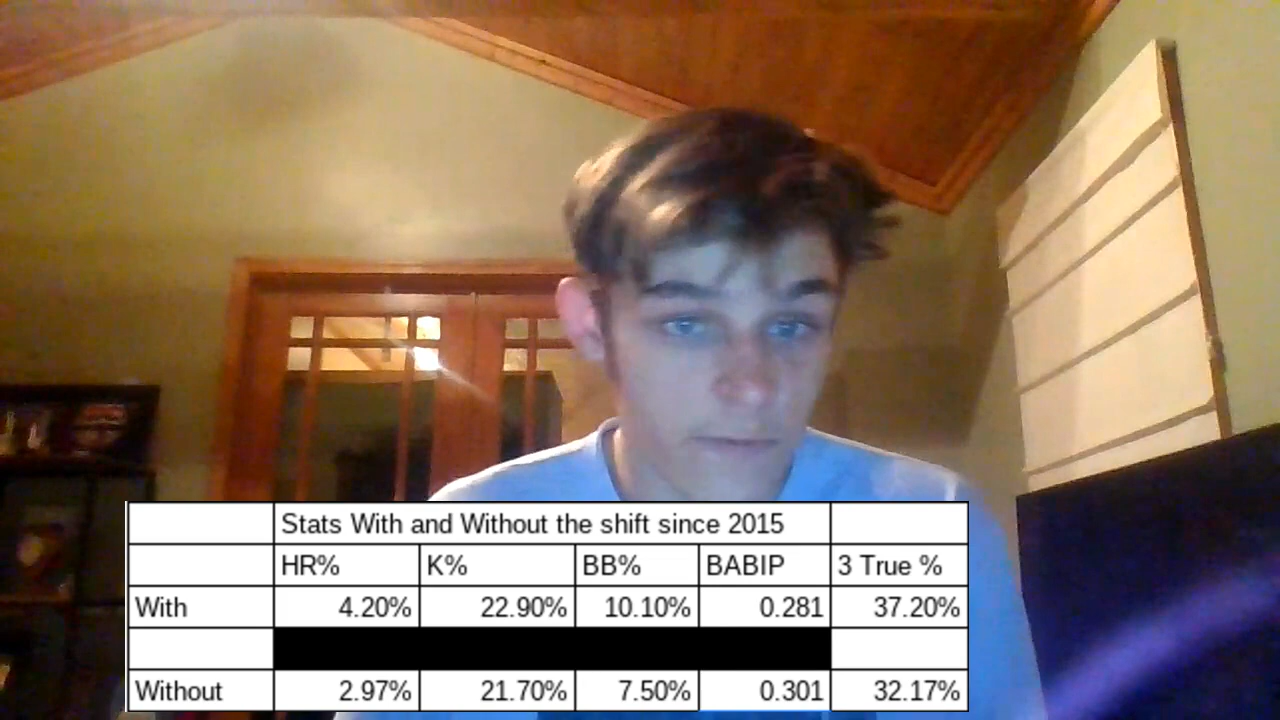 Stats With and Without the shift since 2015
HR% K% BB% BABIP 3 True %
With 4.20% 22.90% 10.10% 0.281 37.20%
Without 2.97% 21.70% 7.50% 0.301 32.17%